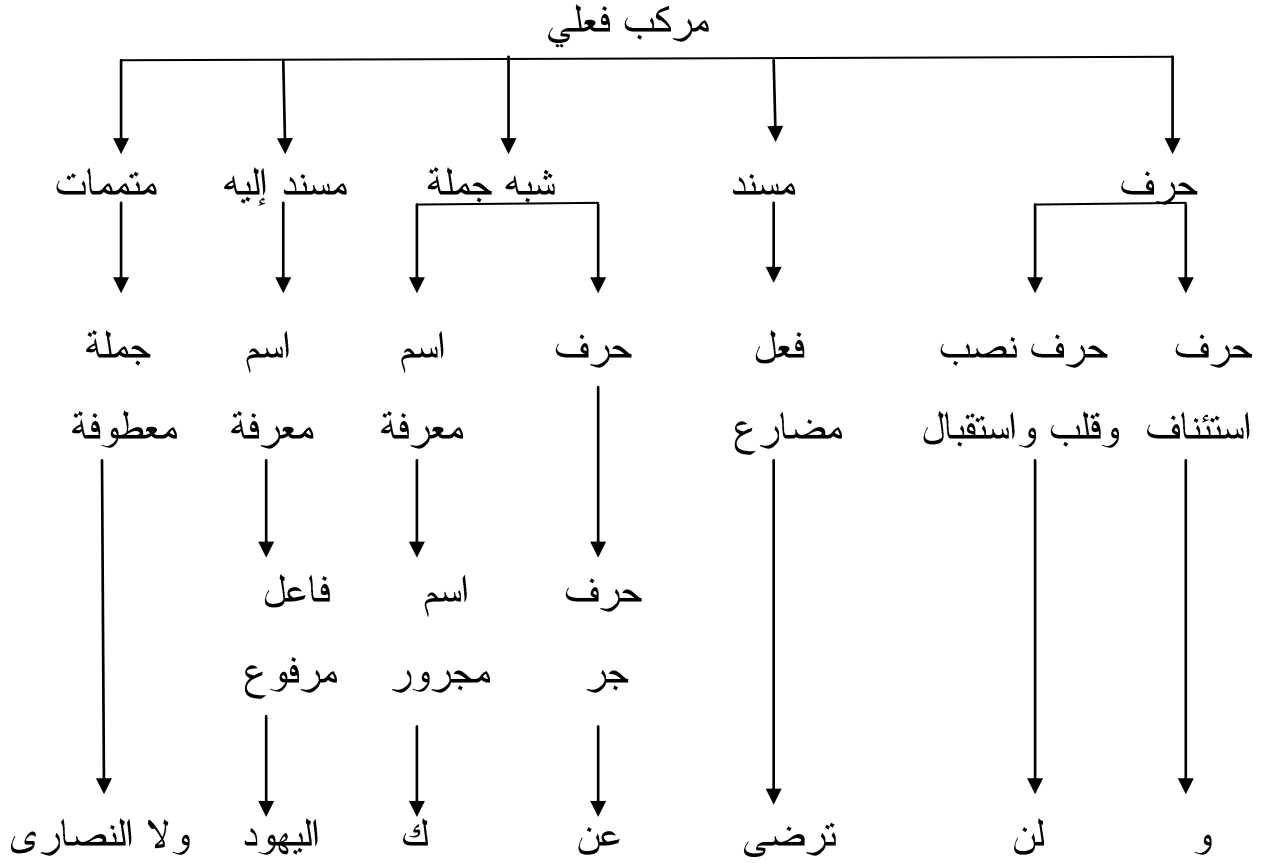 مركب فعلي
حرف مسند شبه جملة مسند إليه متممات
حرف حرف نصب فعل حرف اسم اسم جملة
استئناف وقلب واستقبال مضارع معرفة معرفة معطوفة
حرف اسم فاعل
جر مجرور مرفوع
و لن ترضى عن ك اليهود ولا النصارى